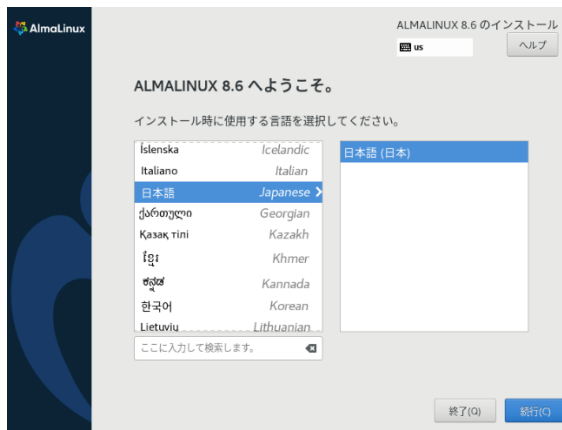 AlmaLinux
ALMALINUX 8.6 のインストール
us
ヘルプ
ALMALINUX 8.6 へようこそ。
インストール時に使用する言語を選択してください。
Íslenska Icelandic
Italiano Italian
日本語 Japanese
ქართული Georgian
Қазақ тілі Kazakh
ខ្មែរ Khmer
ಕನ್ನಡ Kannada
한국어 Korean
Lietuvių Lithuanian
日本語 (日本)
ここに入力して検索します。
終了(Q)
続行(C)